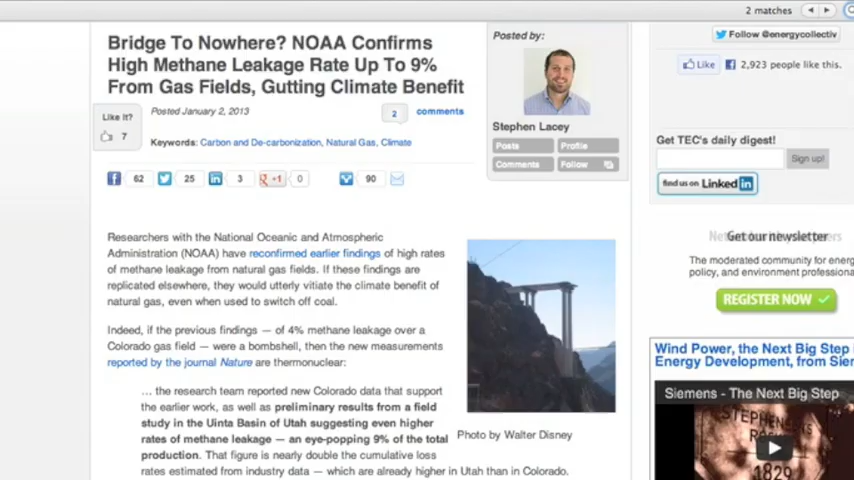 2 matches
Bridge To Nowhere? NOAA Confirms
High Methane Leakage Rate Up To 9%
From Gas Fields, Gutting Climate Benefit
Like it?
7
Posted January 2, 2013
2
comments
Keywords: Carbon and De-carbonization, Natural Gas, Climate
62
25
3
+1
0
90
Researchers with the National Oceanic and Atmospheric
Administration (NOAA) have reconfirmed earlier findings of high rates
of methane leakage from natural gas fields. If these findings are
replicated elsewhere, they would utterly vitiate the climate benefit of
natural gas, even when used to switch off coal.
Indeed, if the previous findings — of 4% methane leakage over a
Colorado gas field — were a bombshell, then the new measurements
reported by the journal Nature are thermonuclear:
... the research team reported new Colorado data that support
the earlier work, as well as preliminary results from a field
study in the Uinta Basin of Utah suggesting even higher
rates of methane leakage — an eye-popping 9% of the total
production. That figure is nearly double the cumulative loss
rates estimated from industry data — which are already higher in Utah than in Colorado.
Photo by Walter Disney
Posted by:
Stephen Lacey
Posts
Profile
Comments
Follow
Follow @energycollectiv
Like
2,923 people like this.
Get TEC's daily digest!
Sign up!
find us on Linked in
Get our newsletter
The moderated community for energ
policy, and environment professiona
REGISTER NOW
Wind Power, the Next Big Step
Energy Development, from Sie
Siemens - The Next Big Step
STEPHENS
1829